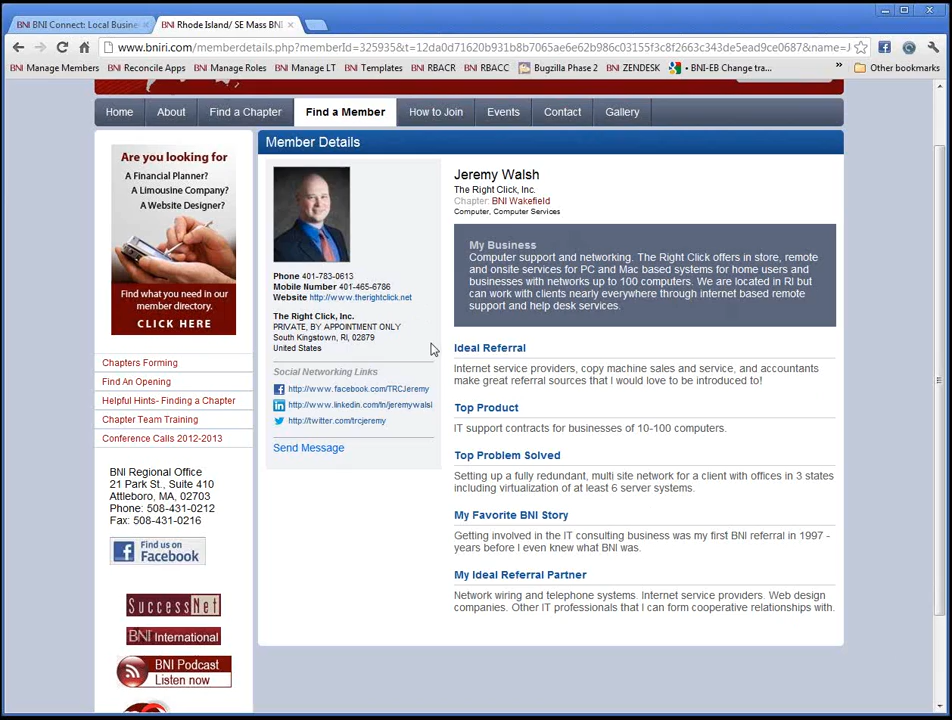 BNI BNI Connect: Local Busine
BNI Rhode Island/ SE Mass BNI
www.bniri.com/memberdetails.php?memberId=325935&t=12da0d71620b931b8b7065ae6e62b986c03155f3c8f2663c343de5ead9ce0687&name=J
BNI Manage Members BNI Reconcile Apps BNI Manage Roles BNI Manage LT BNI Templates BNI RBACR BNI RBACC Bugzilla Phase 2 BNI ZENDESK BNI-EB Change tra... » Other bookmarks
Home About Find a Chapter Find a Member How to Join Events Contact Gallery
Are you looking for
A Financial Planner?
A Limousine Company?
A Website Designer?
Find what you need in our
member directory.
CLICK HERE
Chapters Forming
Find An Opening
Helpful Hints- Finding a Chapter
Chapter Team Training
Conference Calls 2012-2013
BNI Regional Office
21 Park St., Suite 410
Attleboro, MA, 02703
Phone: 508-431-0212
Fax: 508-431-0216
Find us on
Facebook
SuccessNet
BNI International
BNI Podcast
Listen now
Member Details
Phone 401-783-0613
Mobile Number 401-465-6786
Website http://www.therightclick.net
The Right Click, Inc.
PRIVATE, BY APPOINTMENT ONLY
South Kingstown, RI, 02879
United States
Social Networking Links
http://www.facebook.com/TRCJeremy
http://www.linkedin.com/in/jeremywalsl
http://twitter.com/trcjeremy
Send Message
Jeremy Walsh
The Right Click, Inc.
Chapter: BNI Wakefield
Computer, Computer Services
My Business
Computer support and networking. The Right Click offers in store, remote
and onsite services for PC and Mac based systems for home users and
businesses with networks up to 100 computers. We are located in RI but
can work with clients nearly everywhere through internet based remote
support and help desk services.
Ideal Referral
Internet service providers, copy machine sales and service, and accountants
make great referral sources that I would love to be introduced to!
Top Product
IT support contracts for businesses of 10-100 computers.
Top Problem Solved
Setting up a fully redundant, multi site network for a client with offices in 3 states
including virtualization of at least 6 server systems.
My Favorite BNI Story
Getting involved in the IT consulting business was my first BNI referral in 1997 -
years before I even knew what BNI was.
My Ideal Referral Partner
Network wiring and telephone systems. Internet service providers. Web design
companies. Other IT professionals that I can form cooperative relationships with.